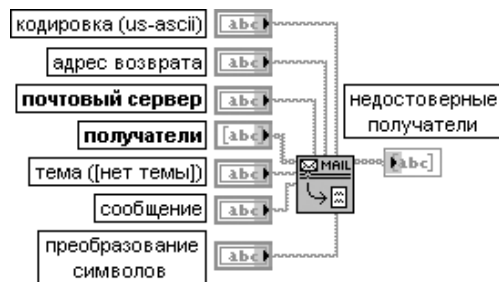 кодировка (us-ascii)
abc
адрес возврата
abc
почтовый сервер
abc
недостоверные
получатели
получатели
[abc
abc]
MAIL
тема ([нет темы])
abc
сообщение
abc
преобразование
символов
abc